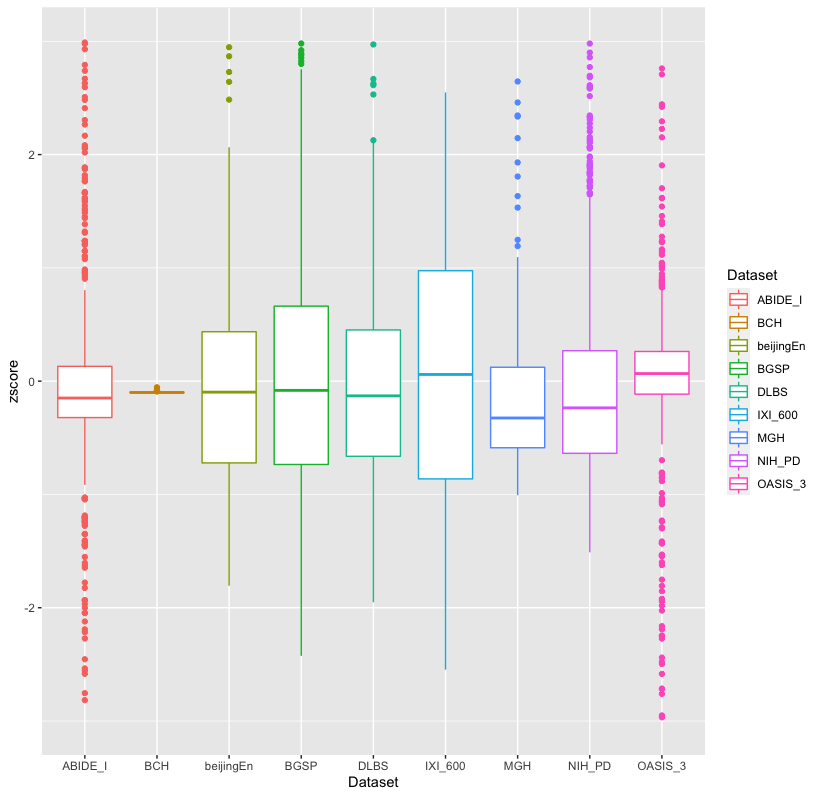 zscore
2
0
-2
ABIDE_I
BCH
beijingEn
BGSP
DLBS
IXI_600
MGH
NIH_PD
OASIS_3
Dataset
Dataset
ABIDE_I
BCH
beijingEn
BGSP
DLBS
IXI_600
MGH
NIH_PD
OASIS_3